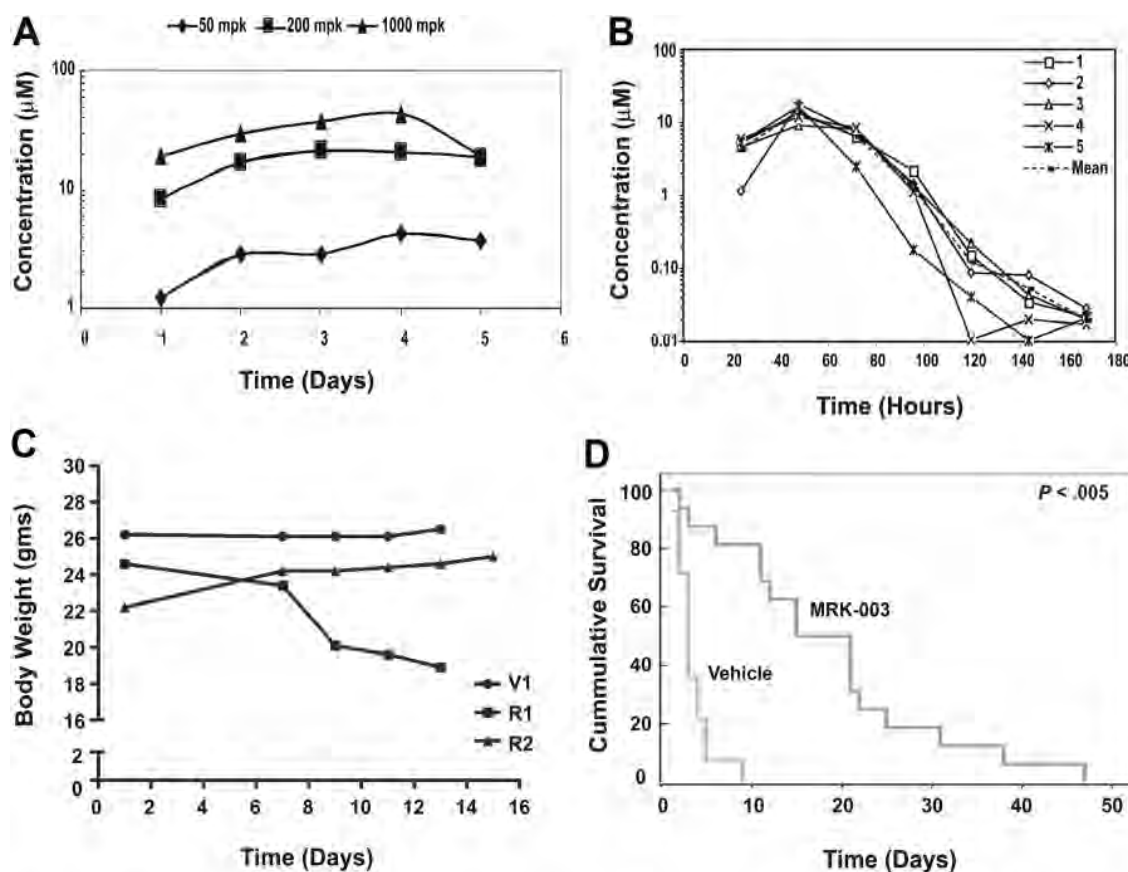 A
50 mpk 200 mpk 1000 mpk
Concentration (μM)
100
10
1
0 1 2 3 4 5 6
Time (Days)
B
Concentration (μM)
100
10
1
0.10
0.01
0 20 40 60 80 100 120 140 160 180
Time (Hours)
1
2
3
4
5
Mean
C
Body Weight (gms)
30
28
26
24
22
20
18
16
2
0
0 2 4 6 8 10 12 14 16
Time (Days)
V1
R1
R2
D
Cummulative Survival
100
80
60
40
20
0
0 10 20 30 40 50
Time (Days)
P < .005
MRK-003
Vehicle